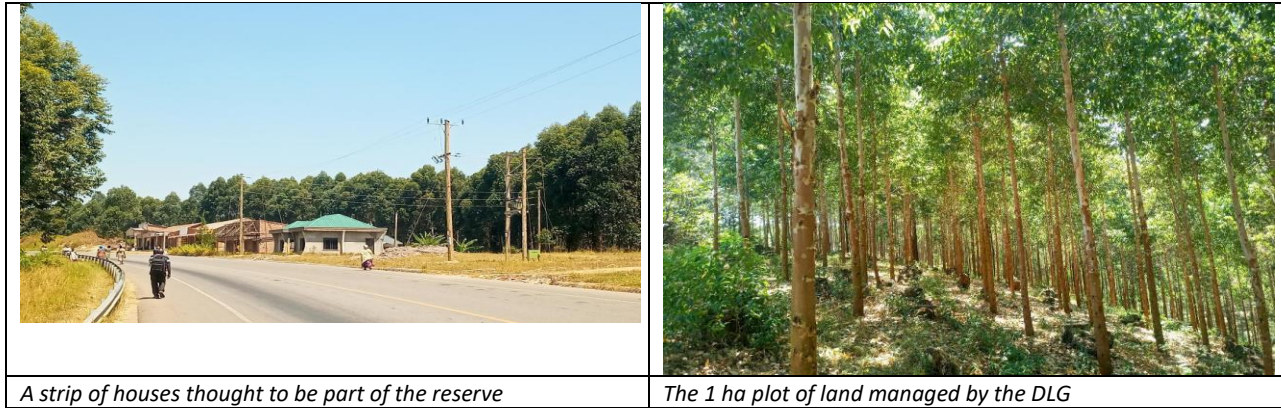 A strip of houses thought to be part of the reserve
The 1 ha plot of land managed by the DLG